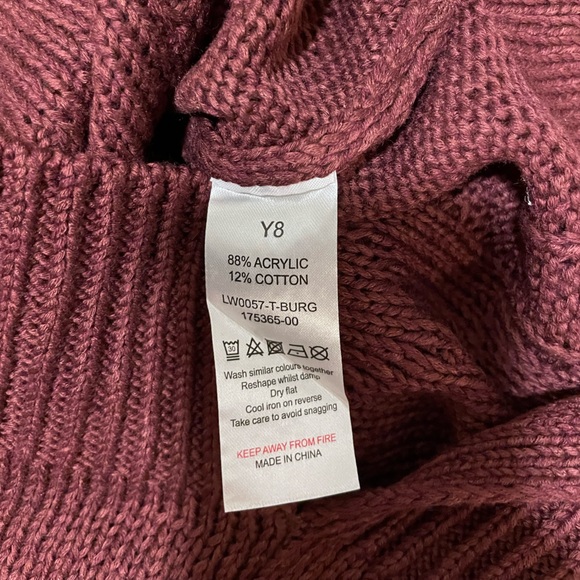 Y8
88% ACRYLIC
12% COTTON
LW0057-T-BURG
175365-00
30
Wash similar colours together
Reshape whilst damp
Dry flat
Cool iron on reverse
Take care to avoid snagging
KEEP AWAY FROM FIRE
MADE IN CHINA